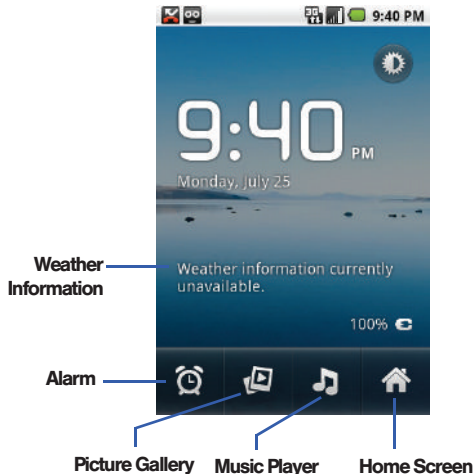 3G 9:40 PM
9:40 PM
Monday, July 25
Weather information currently
unavailable.
100%
Weather
Information
Alarm
Picture Gallery
Music Player
Home Screen